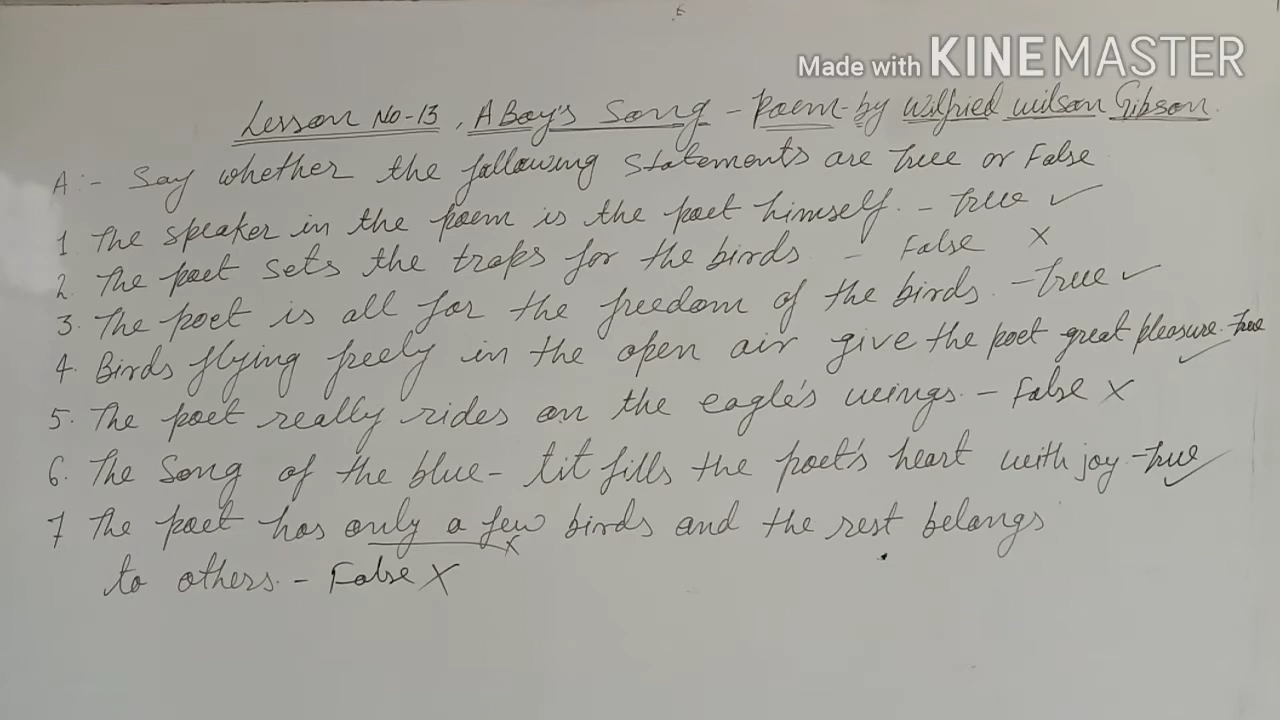 Made with KINEMASTER
Lesson No-13, A Boy's Song - Poem - by Wilfried Wilson Gibson.
A:- Say whether the following Statements are True or False
1 The speaker in the poem is the poet himself. - True ✓
2. The poet sets the traps for the birds - False X
3. The poet is all for the freedom of the birds. - True ✓
4. Birds flying freely in the open air give the poet great pleasure. - True ✓
5. The poet really rides on the eagle's wings. - False X
6. The Song of the blue-tit fills the poet's heart with joy - True ✓
7 The poet has only a few birds and the rest belongs
to others. - False X